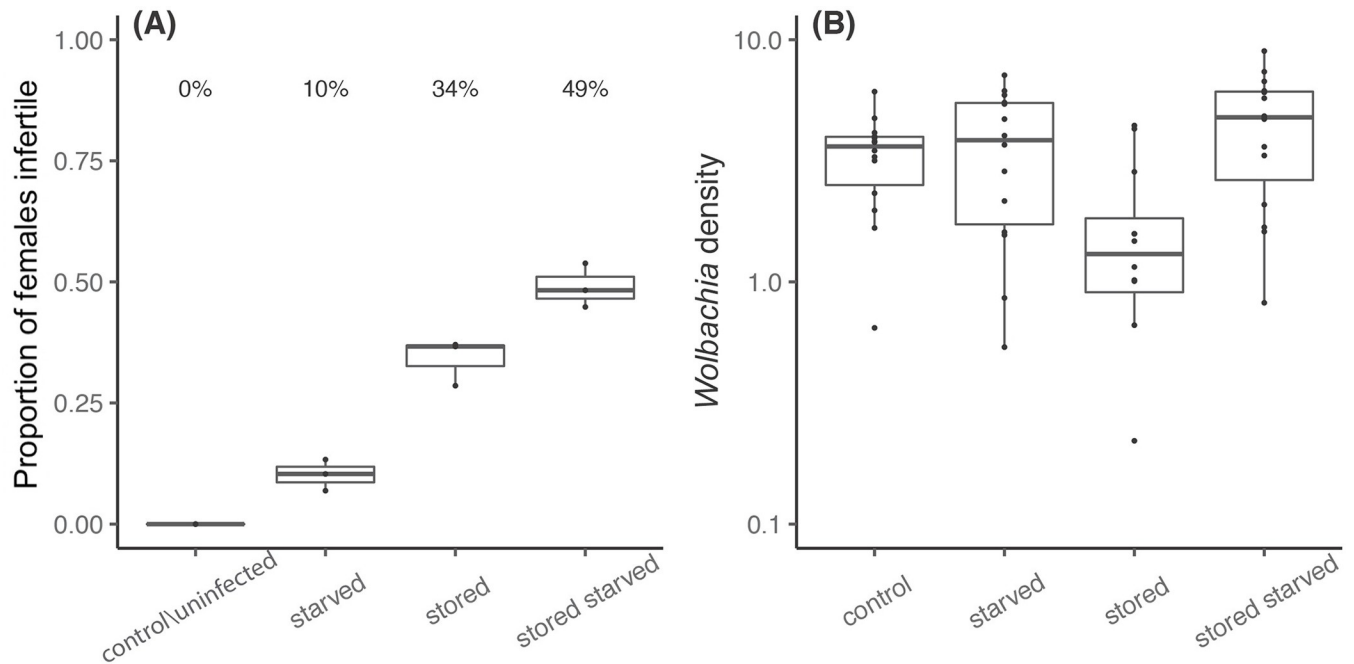 (A)
Proportion of females infertile
1.00
0.75
0.50
0.25
0.00
0%
10%
34%
49%
control\uninfected
starved
stored
stored starved
(B)
Wolbachia density
10.0
1.0
0.1
control
starved
stored
stored starved